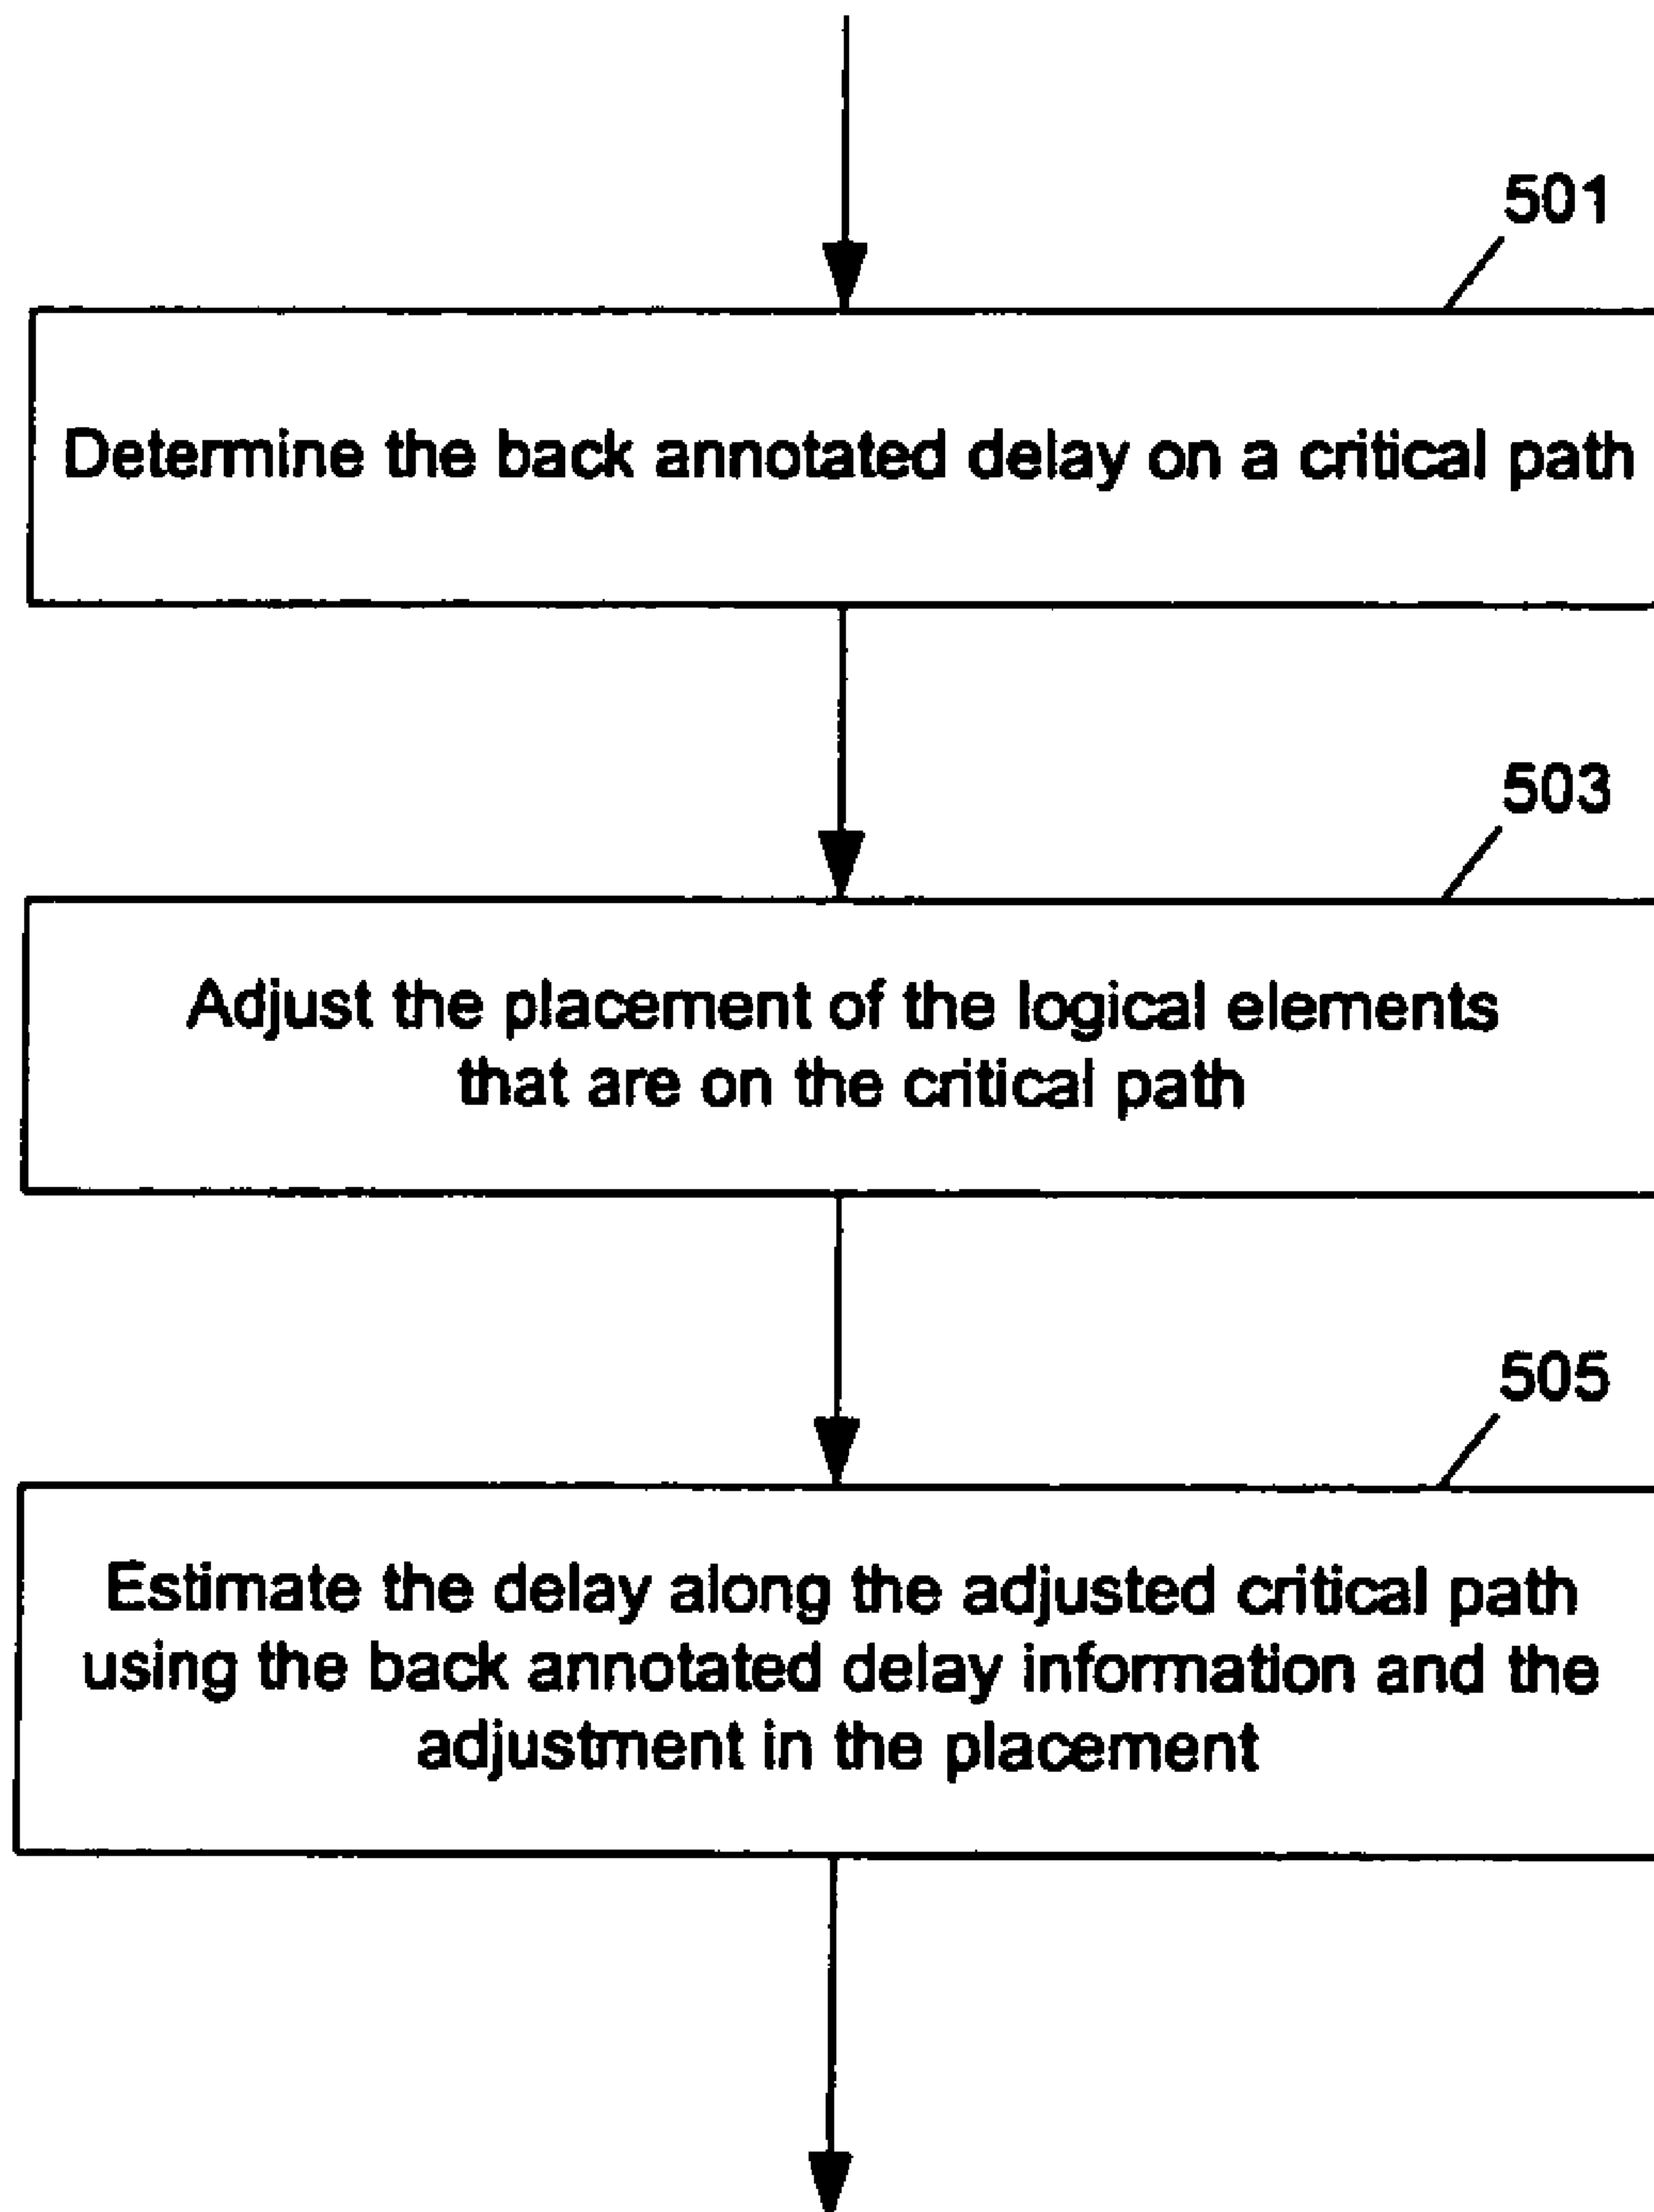 501
Determine the back annotated delay on a critical path
503
Adjust the placement of the logical elements
that are on the critical path
505
Estimate the delay along the adjusted critical path
using the back annotated delay information and the
adjustment in the placement